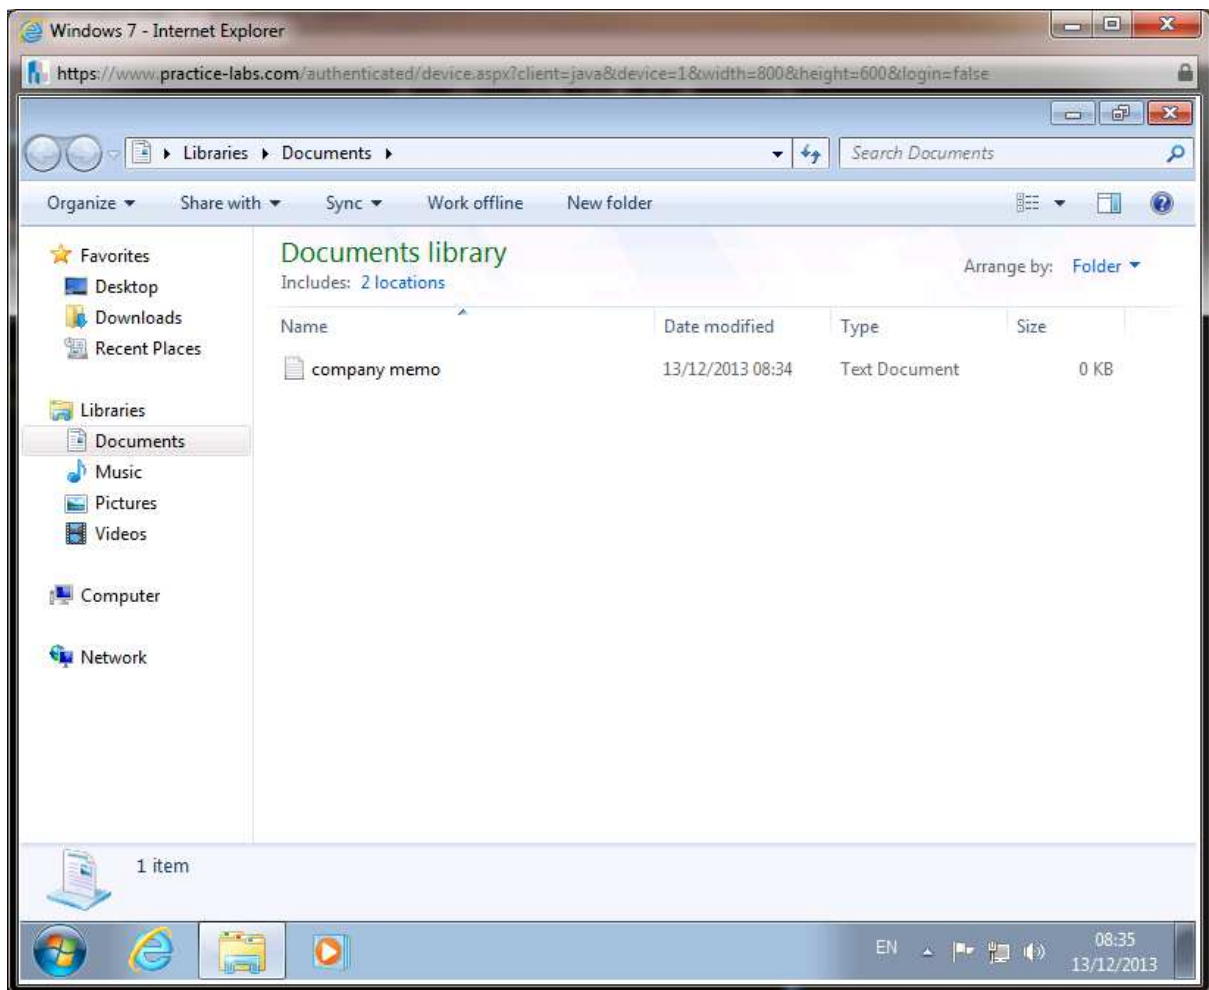 Windows 7 - Internet Explorer
https://www.practice-labs.com/authenticated/device.aspx?client=java&device=1&width=800&height=600&login=false
Libraries Documents
Search Documents
Organize Share with Sync Work offline New folder
Favorites
Desktop
Downloads
Recent Places
Libraries
Documents
Music
Pictures
Videos
Computer
Network
Documents library
Includes: 2 locations
Arrange by: Folder
Name Date modified Type Size
company memo 13/12/2013 08:34 Text Document 0 KB
1 item
EN
08:35
13/12/2013